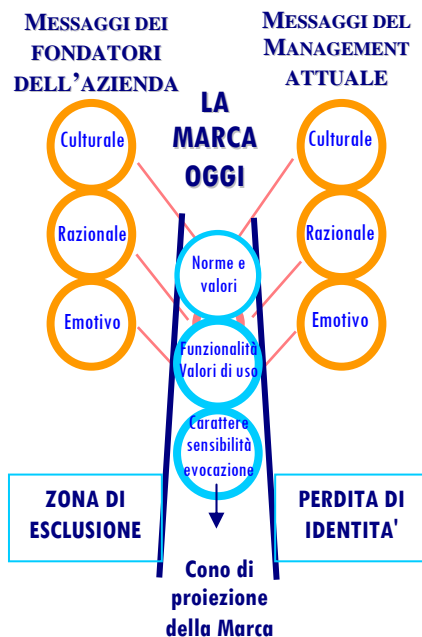 MESSAGGI DEI
FONDATORI
DELL'AZIENDA
MESSAGGI DEL
MANAGEMENT
ATTUALE
LA
MARCA
OGGI
Culturale
Razionale
Emotivo
Culturale
Razionale
Emotivo
Norme e
valori
Funzionalità
Valori di uso
Carattere
sensibilità
evocazione
ZONA DI
ESCLUSIONE
PERDITA DI
IDENTITA'
Cono di
proiezione
della Marca